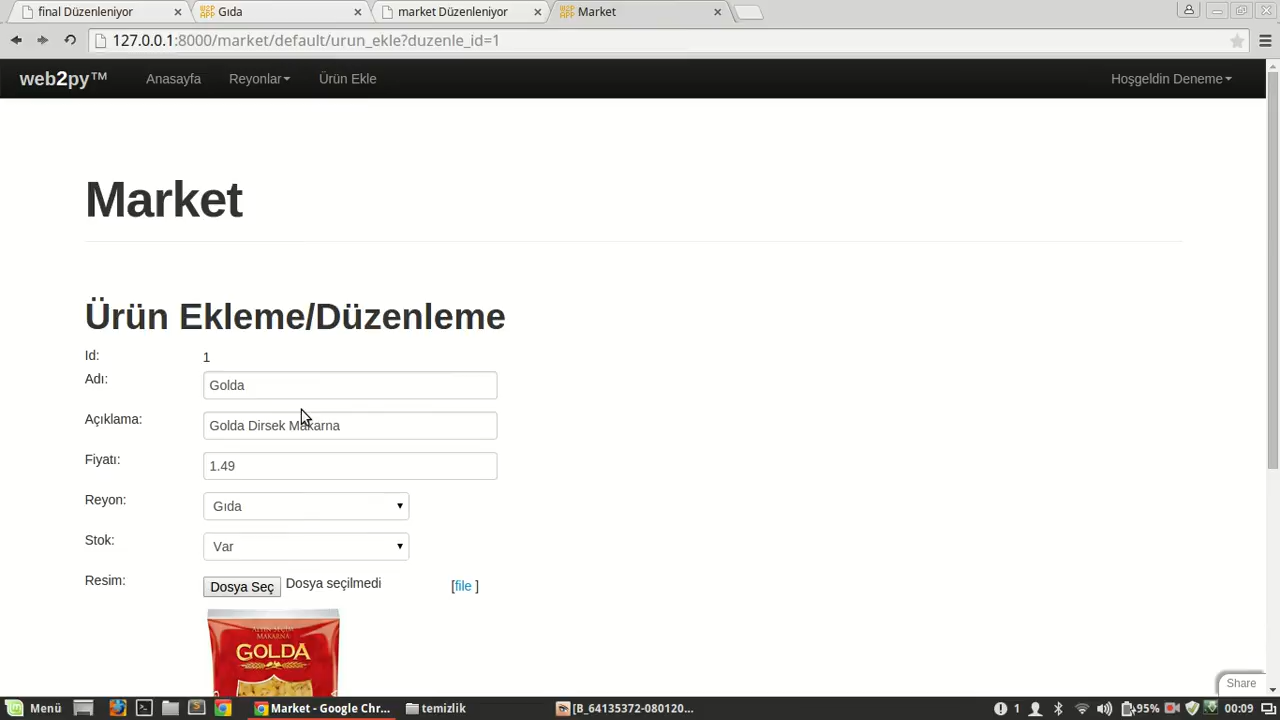 final Düzenleniyor
Gıda
market Düzenleniyor
Market
127.0.0.1:8000/market/default/urun_ekle?duzenle_id=1
web2py™ Anasayfa Reyonlar Ürün Ekle Hoşgeldin Deneme
Market
Ürün Ekleme/Düzenleme
Id: 1
Adı: Golda
Açıklama: Golda Dirsek Makarna
Fiyatı: 1.49
Reyon: Gıda
Stok: Var
Resim: Dosya Seç Dosya seçilmedi [file ]
MAKARNA
GOLDA
Share
Menü Market - Google Chr... temizlik [B_64135372-080120... 1 95% 00:09